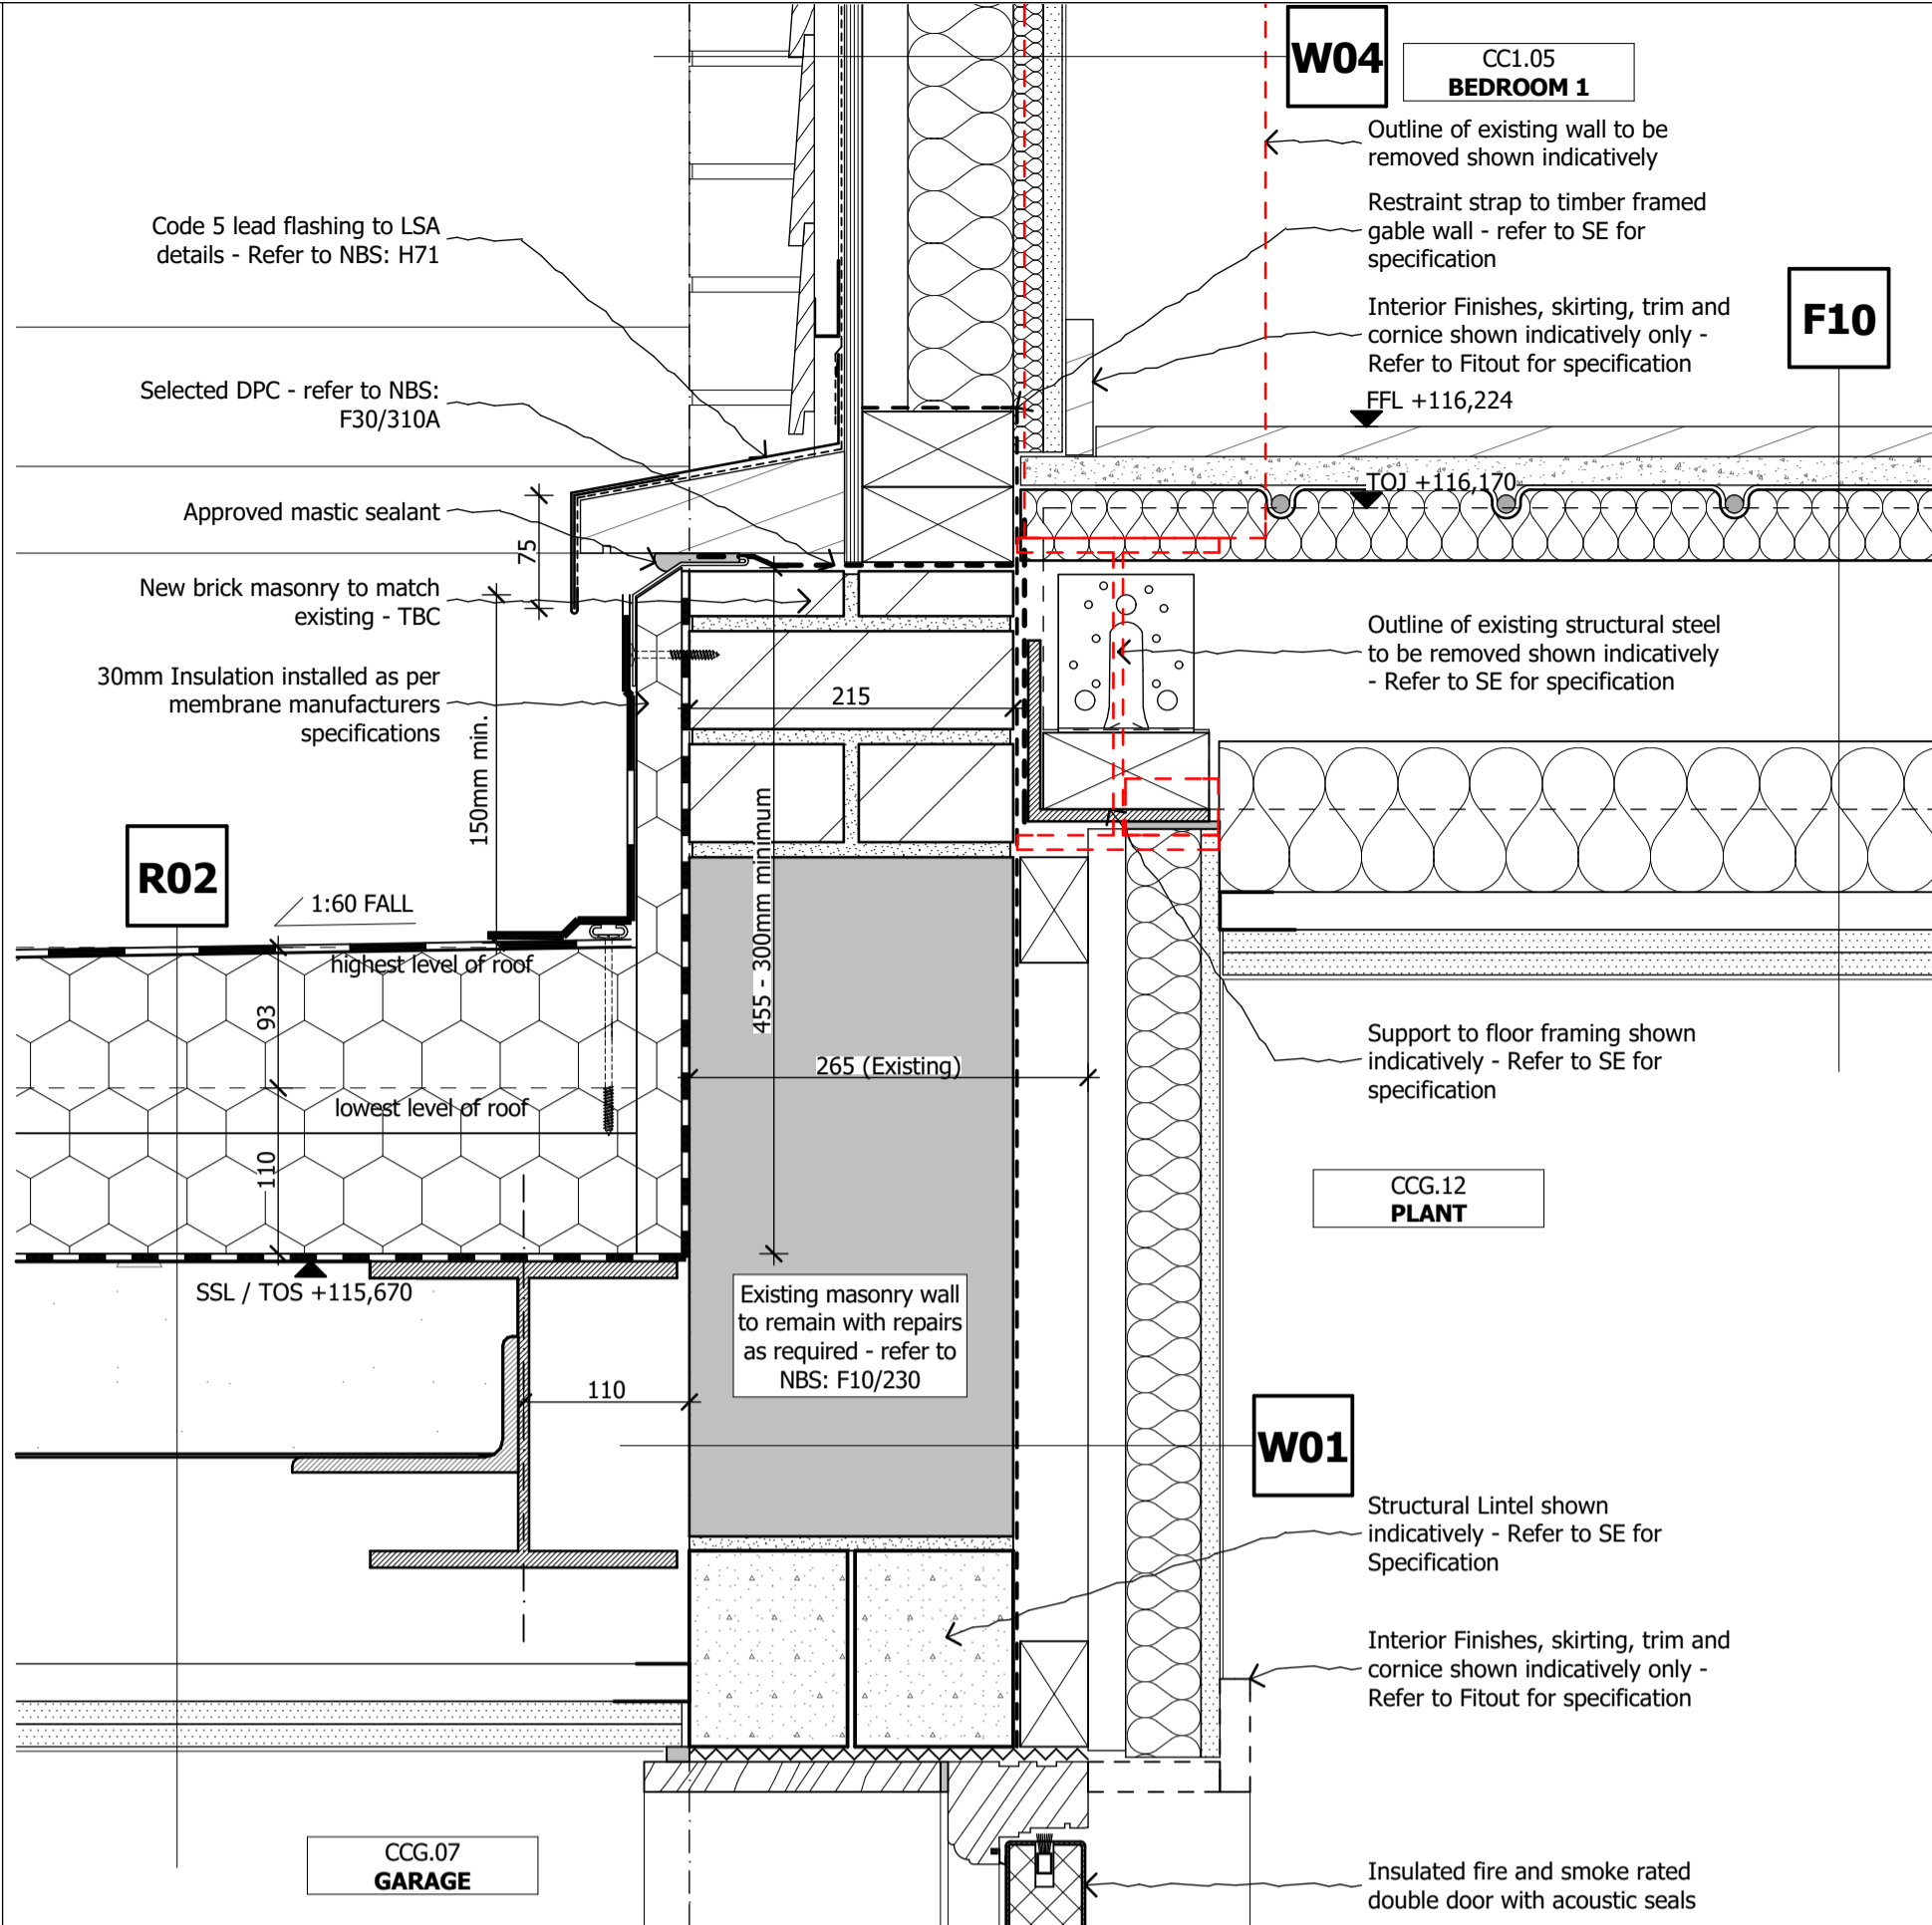 W04
CC1.05
BEDROOM 1
Outline of existing wall to be
removed shown indicatively
Restraint strap to timber framed
gable wall - refer to SE for
specification
Code 5 lead flashing to LSA
details - Refer to NBS: H71
F10
Interior Finishes, skirting, trim and
cornice shown indicatively only -
Refer to Fitout for specification
FFL +116,224
Selected DPC - refer to NBS:
F30/310A
TOJ +116,170
Approved mastic sealant
75
New brick masonry to match
existing - TBC
Outline of existing structural steel
to be removed shown indicatively
- Refer to SE for specification
30mm Insulation installed as per
membrane manufacturers
specifications
215
150mm min.
455 - 300mm minimum
R02
1:60 FALL
highest level of roof
93
lowest level of roof
110
265 (Existing)
Support to floor framing shown
indicatively - Refer to SE for
specification
CCG.12
PLANT
SSL / TOS +115,670
Existing masonry wall
to remain with repairs
as required - refer to
NBS: F10/230
110
W01
Structural Lintel shown
indicatively - Refer to SE for
Specification
Interior Finishes, skirting, trim and
cornice shown indicatively only -
Refer to Fitout for specification
CCG.07
GARAGE
Insulated fire and smoke rated
double door with acoustic seals